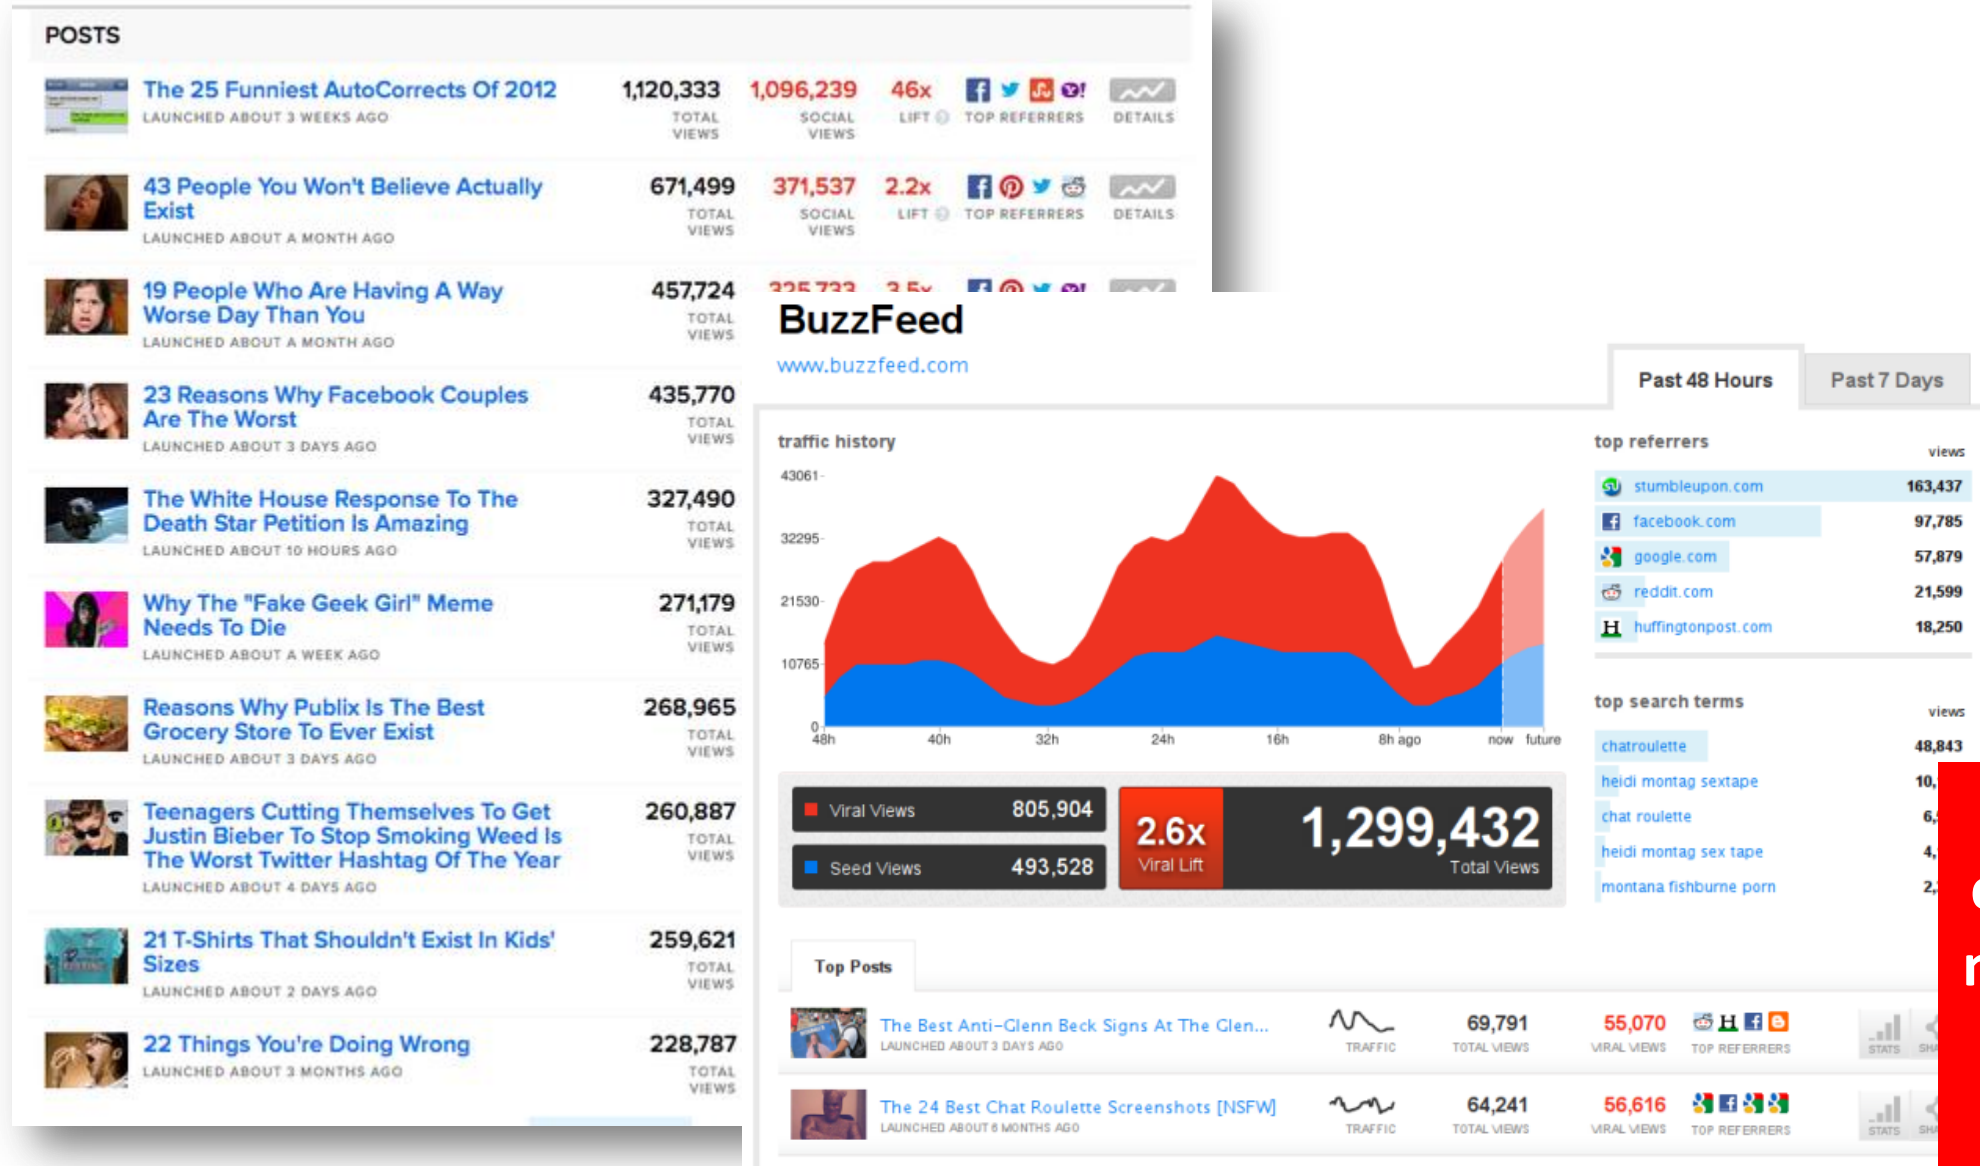 POSTS
The 25 Funniest AutoCorrects Of 2012
LAUNCHED ABOUT 3 WEEKS AGO
1,120,333
TOTAL
VIEWS
1,096,239
SOCIAL
VIEWS
46x
LIFT
TOP REFERRERS
DETAILS
43 People You Won't Believe Actually
Exist
LAUNCHED ABOUT A MONTH AGO
671,499
TOTAL
VIEWS
371,537
SOCIAL
VIEWS
2.2x
LIFT
TOP REFERRERS
DETAILS
19 People Who Are Having A Way
Worse Day Than You
LAUNCHED ABOUT A MONTH AGO
457,724
TOTAL
VIEWS
325,733
3.5x
23 Reasons Why Facebook Couples
Are The Worst
LAUNCHED ABOUT 3 DAYS AGO
435,770
TOTAL
VIEWS
The White House Response To The
Death Star Petition Is Amazing
LAUNCHED ABOUT 10 HOURS AGO
327,490
TOTAL
VIEWS
Why The "Fake Geek Girl" Meme
Needs To Die
LAUNCHED ABOUT A WEEK AGO
271,179
TOTAL
VIEWS
Reasons Why Publix Is The Best
Grocery Store To Ever Exist
LAUNCHED ABOUT 3 DAYS AGO
268,965
TOTAL
VIEWS
Teenagers Cutting Themselves To Get
Justin Bieber To Stop Smoking Weed Is
The Worst Twitter Hashtag Of The Year
LAUNCHED ABOUT 4 DAYS AGO
260,887
TOTAL
VIEWS
21 T-Shirts That Shouldn't Exist In Kids'
Sizes
LAUNCHED ABOUT 2 DAYS AGO
259,621
TOTAL
VIEWS
22 Things You're Doing Wrong
LAUNCHED ABOUT 3 MONTHS AGO
228,787
TOTAL
VIEWS
BuzzFeed
www.buzzfeed.com
Past 48 Hours
Past 7 Days
traffic history
43061
32295
21530
10765
0
48h 40h 32h 24h 16h 8h ago now future
Viral Views 805,904
Seed Views 493,528
2.6x
Viral Lift
1,299,432
Total Views
top referrers views
stumbleupon.com 163,437
facebook.com 97,785
google.com 57,879
reddit.com 21,599
huffingtonpost.com 18,250
top search terms views
chatroulette 48,843
heidi montag sextape 10,
chat roulette 6,
heidi montag sex tape 4,
montana fishburne porn 2,
Top Posts
The Best Anti-Glenn Beck Signs At The Glen...
LAUNCHED ABOUT 3 DAYS AGO
TRAFFIC
69,791
TOTAL VIEWS
55,070
VIRAL VIEWS
TOP REFERRERS
STATS
The 24 Best Chat Roulette Screenshots [NSFW]
LAUNCHED ABOUT 6 MONTHS AGO
TRAFFIC
64,241
TOTAL VIEWS
56,616
VIRAL VIEWS
TOP REFERRERS
STATS